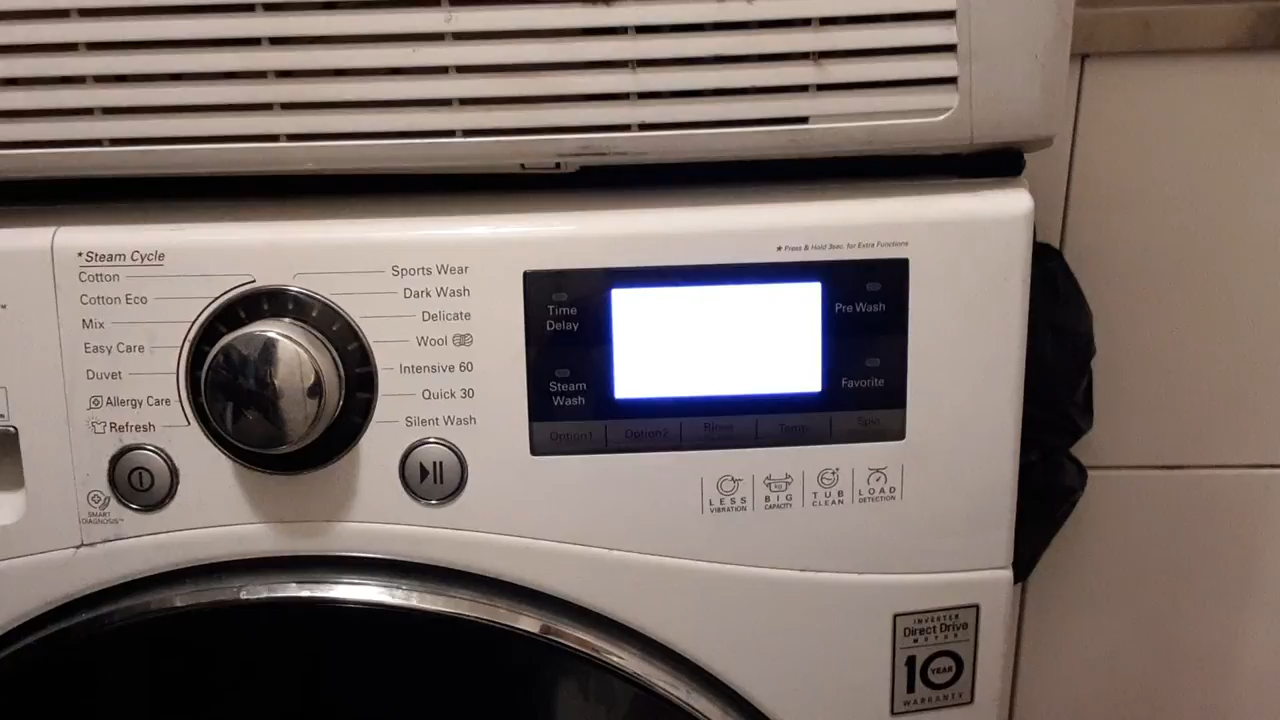 *Steam Cycle
Cotton
Cotton Eco
Mix
Easy Care
Duvet
Allergy Care
Refresh
SMART
DIAGNOSIS™
Sports Wear
Dark Wash
Delicate
Wool
Intensive 60
Quick 30
Silent Wash
* Press & Hold 3sec. for Extra Functions
Time
Delay
Steam
Wash
Pre Wash
Favorite
Option1
Option2
Rinse
Temp.
Spin
LESS
VIBRATION
kg
BIG
CAPACITY
TUB
CLEAN
LOAD
DETECTION
INVERTER
Direct Drive
MOTOR
10 YEAR
WARRANTY